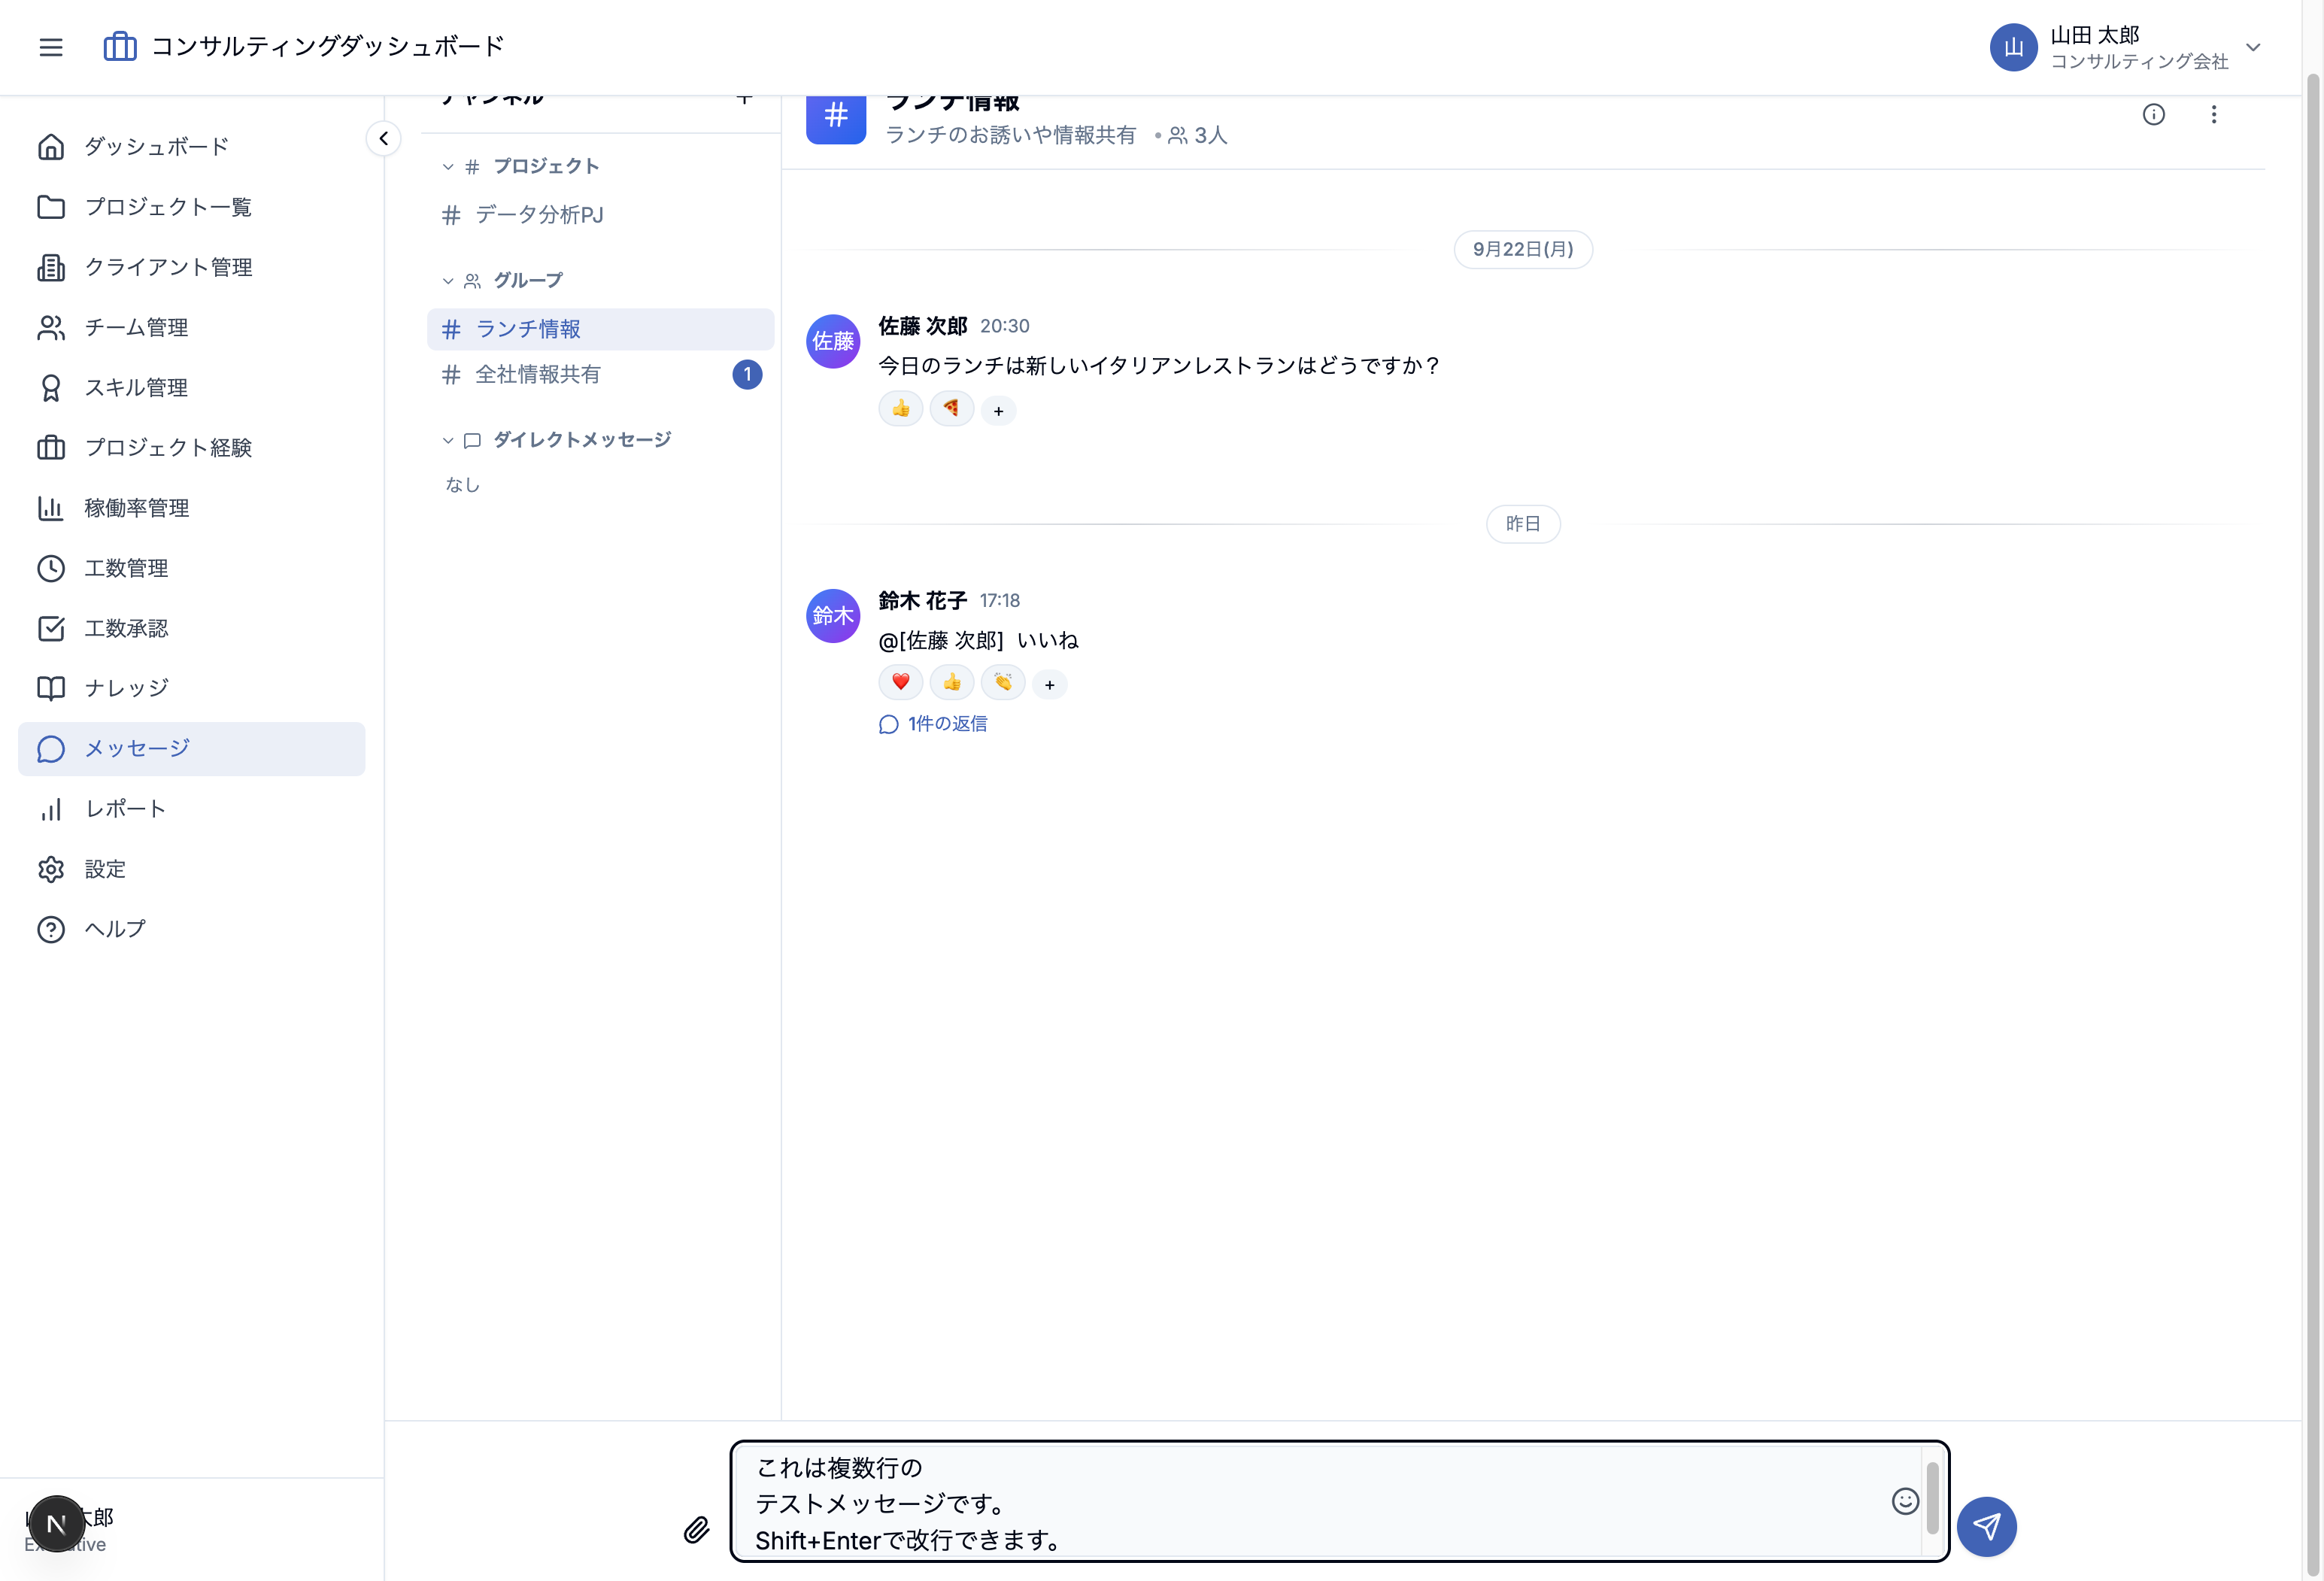 コンサルティングダッシュボード
山
山田 太郎
コンサルティング会社
ダッシュボード
プロジェクト一覧
クライアント管理
チーム管理
スキル管理
プロジェクト経験
稼働率管理
工数管理
工数承認
ナレッジ
メッセージ
レポート
設定
ヘルプ
N
太郎
チャンネル
プロジェクト
# データ分析PJ
グループ
# ランチ情報
# 全社情報共有 1
ダイレクトメッセージ
なし
#
ランチ情報
ランチのお誘いや情報共有 • 3人
9月22日(月)
佐藤
佐藤 次郎 20:30
今日のランチは新しいイタリアンレストランはどうですか？
+
昨日
鈴木
鈴木 花子 17:18
@[佐藤 次郎] いいね
+
1件の返信
これは複数行の
テストメッセージです。
Shift+Enterで改行できます。